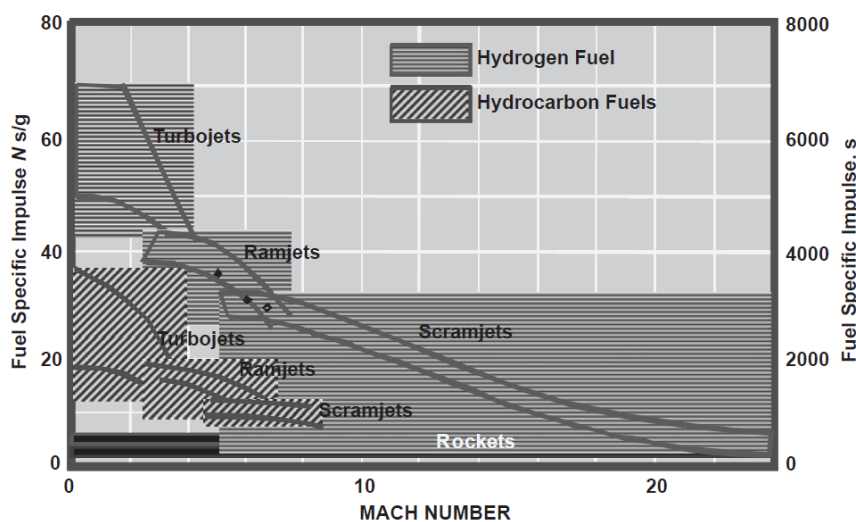 80
8000
Hydrogen Fuel
Hydrocarbon Fuels
60
Turbojets
6000
Fuel Specific Impulse N s/g
Fuel Specific Impulse, s
40
Ramjets
4000
Scramjets
Turbojets
20
Ramjets
2000
Scramjets
Rockets
0
0
0
10
20
MACH NUMBER